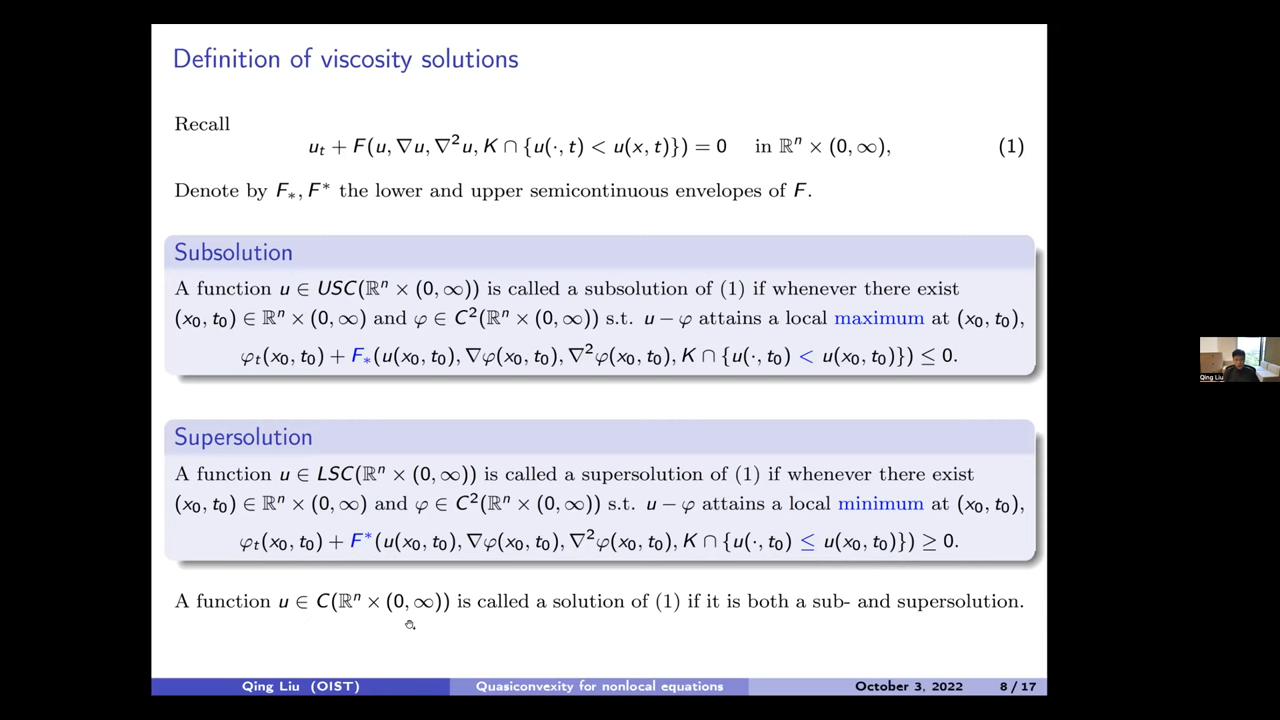 Definition of viscosity solutions
Recall
u_t + F(u, ∇u, ∇²u, K ∩ {u(·, t) < u(x, t)}) = 0 in ℝⁿ × (0, ∞), (1)
Denote by F_*, F* the lower and upper semicontinuous envelopes of F.
Subsolution
A function u ∈ USC(ℝⁿ × (0, ∞)) is called a subsolution of (1) if whenever there exist
(x₀, t₀) ∈ ℝⁿ × (0, ∞) and φ ∈ C²(ℝⁿ × (0, ∞)) s.t. u − φ attains a local maximum at (x₀, t₀),
φ_t(x₀, t₀) + F_*(u(x₀, t₀), ∇φ(x₀, t₀), ∇²φ(x₀, t₀), K ∩ {u(·, t₀) < u(x₀, t₀)}) ≤ 0.
Supersolution
A function u ∈ LSC(ℝⁿ × (0, ∞)) is called a supersolution of (1) if whenever there exist
(x₀, t₀) ∈ ℝⁿ × (0, ∞) and φ ∈ C²(ℝⁿ × (0, ∞)) s.t. u − φ attains a local minimum at (x₀, t₀),
φ_t(x₀, t₀) + F*(u(x₀, t₀), ∇φ(x₀, t₀), ∇²φ(x₀, t₀), K ∩ {u(·, t₀) ≤ u(x₀, t₀)}) ≥ 0.
A function u ∈ C(ℝⁿ × (0, ∞)) is called a solution of (1) if it is both a sub- and supersolution.
Qing Liu (OIST) Quasiconvexity for nonlocal equations October 3, 2022 8 / 17
Qing Liu